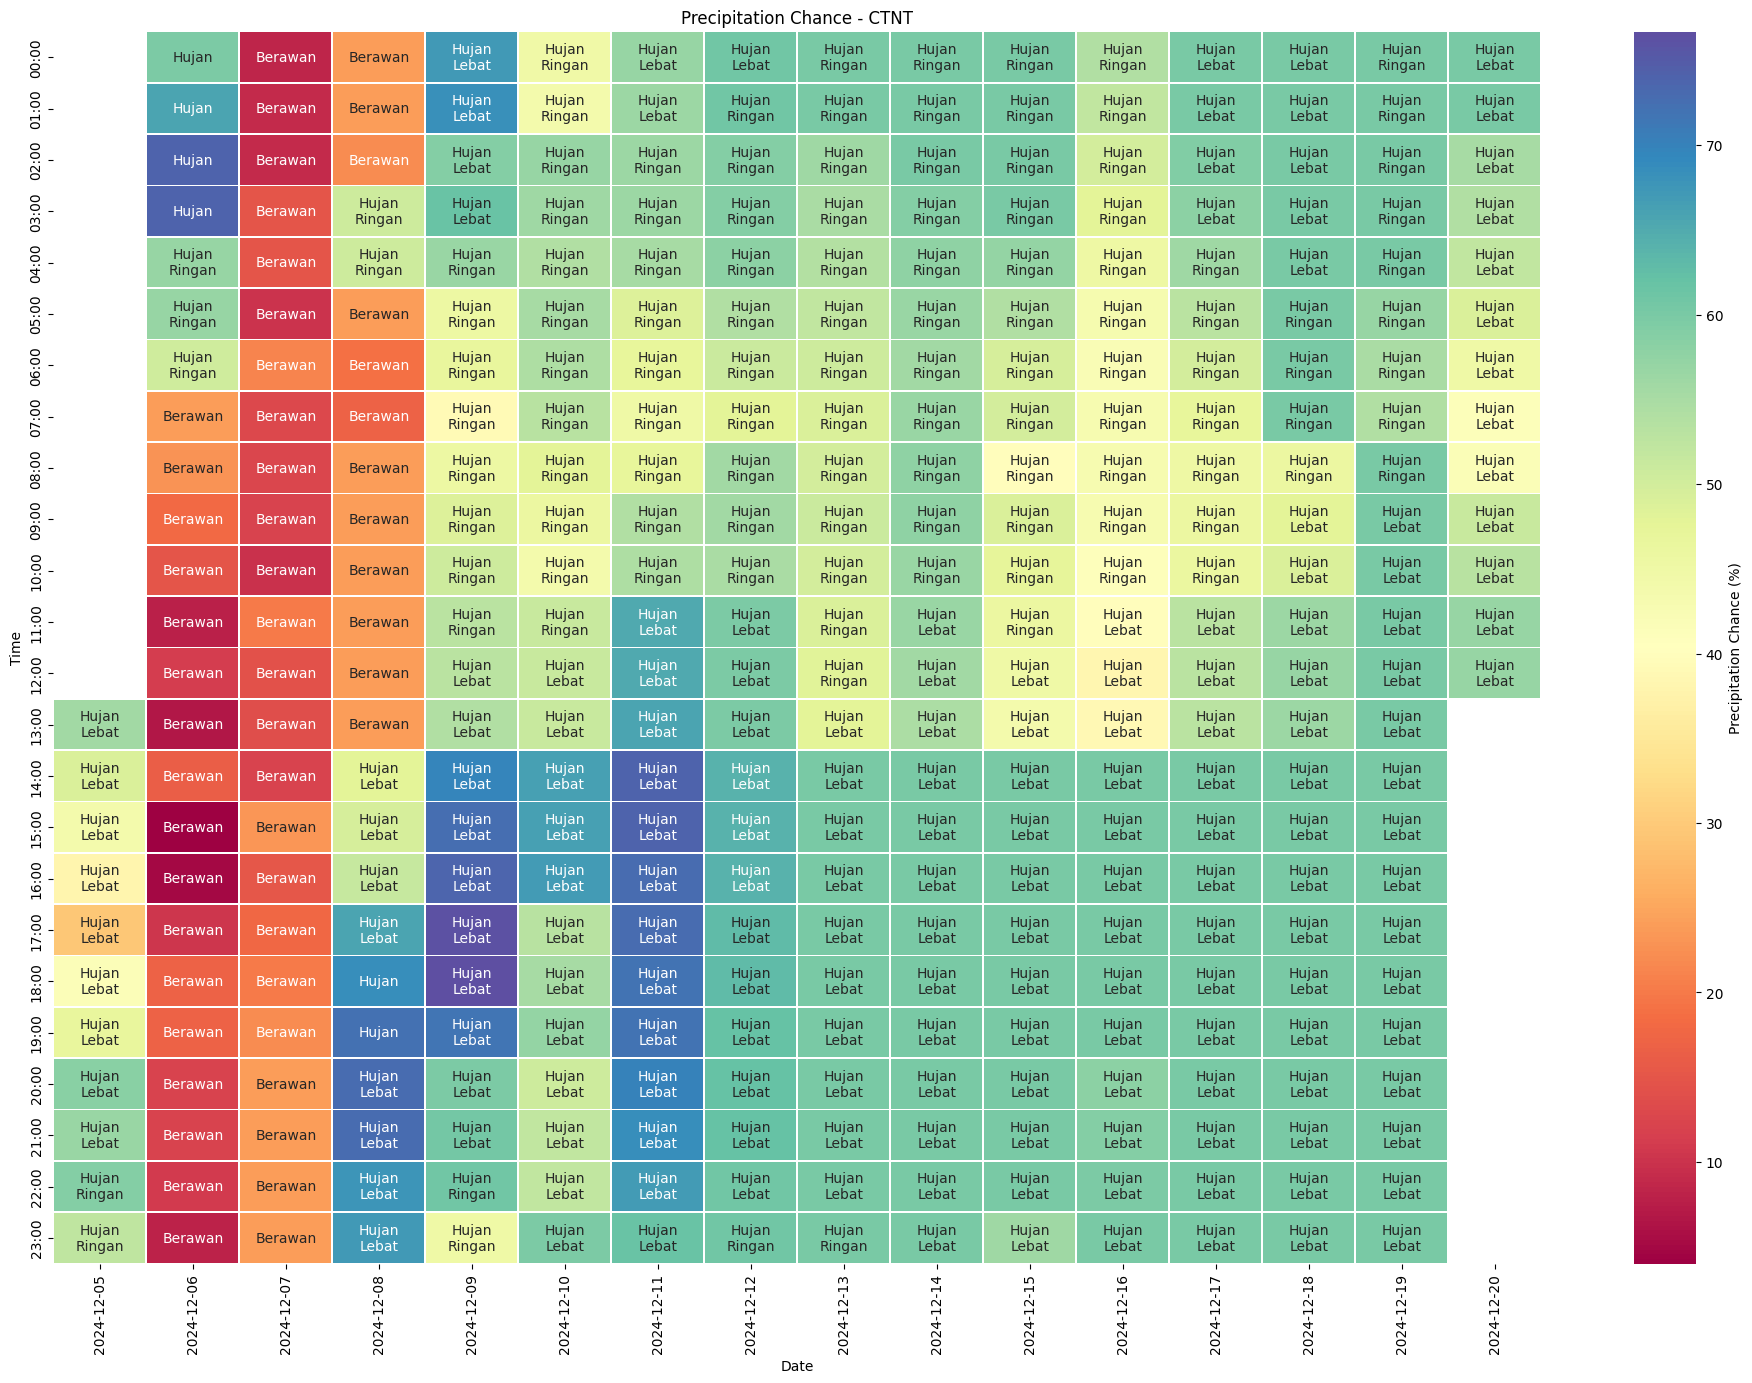 Precipitation Chance - CTNT
00:00 Hujan Berawan Berawan Hujan Lebat Hujan Ringan Hujan Lebat Hujan Lebat Hujan Ringan Hujan Ringan Hujan Ringan Hujan Ringan Hujan Lebat Hujan Lebat Hujan Ringan Hujan Lebat
01:00 Hujan Berawan Berawan Hujan Lebat Hujan Ringan Hujan Lebat Hujan Ringan Hujan Ringan Hujan Ringan Hujan Ringan Hujan Ringan Hujan Lebat Hujan Lebat Hujan Ringan Hujan Lebat
02:00 Hujan Berawan Berawan Hujan Lebat Hujan Ringan Hujan Ringan Hujan Ringan Hujan Ringan Hujan Ringan Hujan Ringan Hujan Ringan Hujan Lebat Hujan Lebat Hujan Ringan Hujan Lebat
03:00 Hujan Berawan Hujan Ringan Hujan Lebat Hujan Ringan Hujan Ringan Hujan Ringan Hujan Ringan Hujan Ringan Hujan Ringan Hujan Ringan Hujan Lebat Hujan Lebat Hujan Ringan Hujan Lebat
04:00 Hujan Ringan Berawan Hujan Ringan Hujan Ringan Hujan Ringan Hujan Ringan Hujan Ringan Hujan Ringan Hujan Ringan Hujan Ringan Hujan Ringan Hujan Ringan Hujan Lebat Hujan Ringan Hujan Lebat
05:00 Hujan Ringan Berawan Berawan Hujan Ringan Hujan Ringan Hujan Ringan Hujan Ringan Hujan Ringan Hujan Ringan Hujan Ringan Hujan Ringan Hujan Ringan Hujan Ringan Hujan Ringan Hujan Lebat
06:00 Hujan Ringan Berawan Berawan Hujan Ringan Hujan Ringan Hujan Ringan Hujan Ringan Hujan Ringan Hujan Ringan Hujan Ringan Hujan Ringan Hujan Ringan Hujan Ringan Hujan Ringan Hujan Lebat
07:00 Berawan Berawan Berawan Hujan Ringan Hujan Ringan Hujan Ringan Hujan Ringan Hujan Ringan Hujan Ringan Hujan Ringan Hujan Ringan Hujan Ringan Hujan Ringan Hujan Ringan Hujan Lebat
08:00 Berawan Berawan Berawan Hujan Ringan Hujan Ringan Hujan Ringan Hujan Ringan Hujan Ringan Hujan Ringan Hujan Ringan Hujan Ringan Hujan Ringan Hujan Ringan Hujan Ringan Hujan Lebat
09:00 Berawan Berawan Berawan Hujan Ringan Hujan Ringan Hujan Ringan Hujan Ringan Hujan Ringan Hujan Ringan Hujan Ringan Hujan Ringan Hujan Ringan Hujan Lebat Hujan Lebat Hujan Lebat
10:00 Berawan Berawan Berawan Hujan Ringan Hujan Ringan Hujan Ringan Hujan Ringan Hujan Ringan Hujan Ringan Hujan Ringan Hujan Ringan Hujan Ringan Hujan Lebat Hujan Lebat Hujan Lebat
11:00 Berawan Berawan Berawan Hujan Ringan Hujan Ringan Hujan Lebat Hujan Lebat Hujan Ringan Hujan Lebat Hujan Ringan Hujan Lebat Hujan Lebat Hujan Lebat Hujan Lebat Hujan Lebat
12:00 Berawan Berawan Berawan Hujan Lebat Hujan Lebat Hujan Lebat Hujan Lebat Hujan Ringan Hujan Lebat Hujan Lebat Hujan Lebat Hujan Lebat Hujan Lebat Hujan Lebat Hujan Lebat
13:00 Hujan Lebat Berawan Berawan Berawan Hujan Lebat Hujan Lebat Hujan Lebat Hujan Lebat Hujan Lebat Hujan Lebat Hujan Lebat Hujan Lebat Hujan Lebat Hujan Lebat Hujan Lebat
14:00 Hujan Lebat Berawan Berawan Hujan Lebat Hujan Lebat Hujan Lebat Hujan Lebat Hujan Lebat Hujan Lebat Hujan Lebat Hujan Lebat Hujan Lebat Hujan Lebat Hujan Lebat Hujan Lebat
15:00 Hujan Lebat Berawan Berawan Hujan Lebat Hujan Lebat Hujan Lebat Hujan Lebat Hujan Lebat Hujan Lebat Hujan Lebat Hujan Lebat Hujan Lebat Hujan Lebat Hujan Lebat Hujan Lebat
16:00 Hujan Lebat Berawan Berawan Hujan Lebat Hujan Lebat Hujan Lebat Hujan Lebat Hujan Lebat Hujan Lebat Hujan Lebat Hujan Lebat Hujan Lebat Hujan Lebat Hujan Lebat Hujan Lebat
17:00 Hujan Lebat Berawan Berawan Hujan Lebat Hujan Lebat Hujan Lebat Hujan Lebat Hujan Lebat Hujan Lebat Hujan Lebat Hujan Lebat Hujan Lebat Hujan Lebat Hujan Lebat Hujan Lebat
18:00 Hujan Lebat Berawan Berawan Hujan Hujan Lebat Hujan Lebat Hujan Lebat Hujan Lebat Hujan Lebat Hujan Lebat Hujan Lebat Hujan Lebat Hujan Lebat Hujan Lebat Hujan Lebat
19:00 Hujan Lebat Berawan Berawan Hujan Hujan Lebat Hujan Lebat Hujan Lebat Hujan Lebat Hujan Lebat Hujan Lebat Hujan Lebat Hujan Lebat Hujan Lebat Hujan Lebat Hujan Lebat
20:00 Hujan Lebat Berawan Berawan Hujan Lebat Hujan Lebat Hujan Lebat Hujan Lebat Hujan Lebat Hujan Lebat Hujan Lebat Hujan Lebat Hujan Lebat Hujan Lebat Hujan Lebat Hujan Lebat
21:00 Hujan Lebat Berawan Berawan Hujan Lebat Hujan Lebat Hujan Lebat Hujan Lebat Hujan Lebat Hujan Lebat Hujan Lebat Hujan Lebat Hujan Lebat Hujan Lebat Hujan Lebat Hujan Lebat
22:00 Hujan Ringan Berawan Berawan Hujan Lebat Hujan Ringan Hujan Lebat Hujan Lebat Hujan Lebat Hujan Lebat Hujan Lebat Hujan Lebat Hujan Lebat Hujan Lebat Hujan Lebat Hujan Lebat
23:00 Hujan Ringan Berawan Berawan Hujan Lebat Hujan Ringan Hujan Lebat Hujan Lebat Hujan Ringan Hujan Ringan Hujan Lebat Hujan Lebat Hujan Lebat Hujan Lebat Hujan Lebat Hujan Lebat
Time
2024-12-05 2024-12-06 2024-12-07 2024-12-08 2024-12-09 2024-12-10 2024-12-11 2024-12-12 2024-12-13 2024-12-14 2024-12-15 2024-12-16 2024-12-17 2024-12-18 2024-12-19 2024-12-20
Date
70
60
50
40
30
20
10
Precipitation Chance (%)